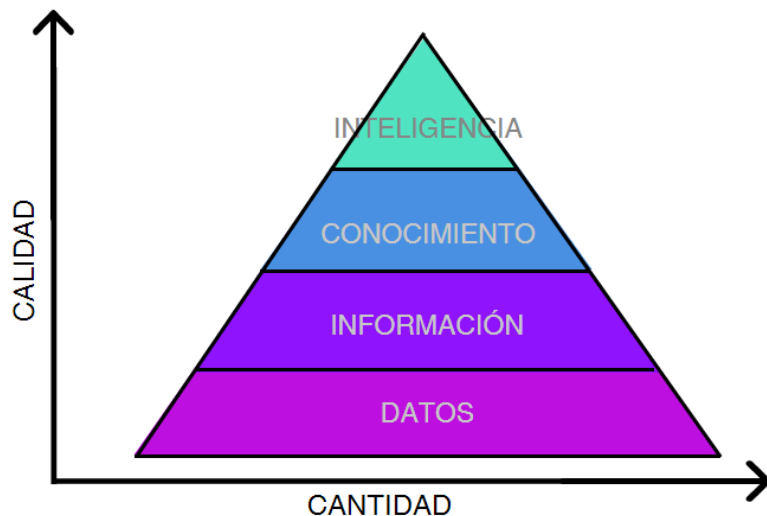 INTELIGENCIA
CONOCIMIENTO
INFORMACIÓN
DATOS
CALIDAD
CANTIDAD